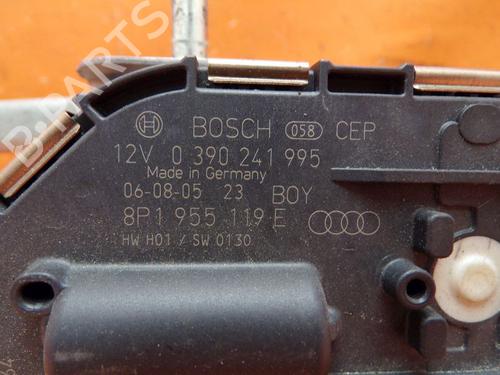 B-PARTS
BOSCH 058 CEP
12V 0 390 241 995
Made in Germany
06-08-05 23 BOY
8P1 955 119 E
HW H01 / SW 0130